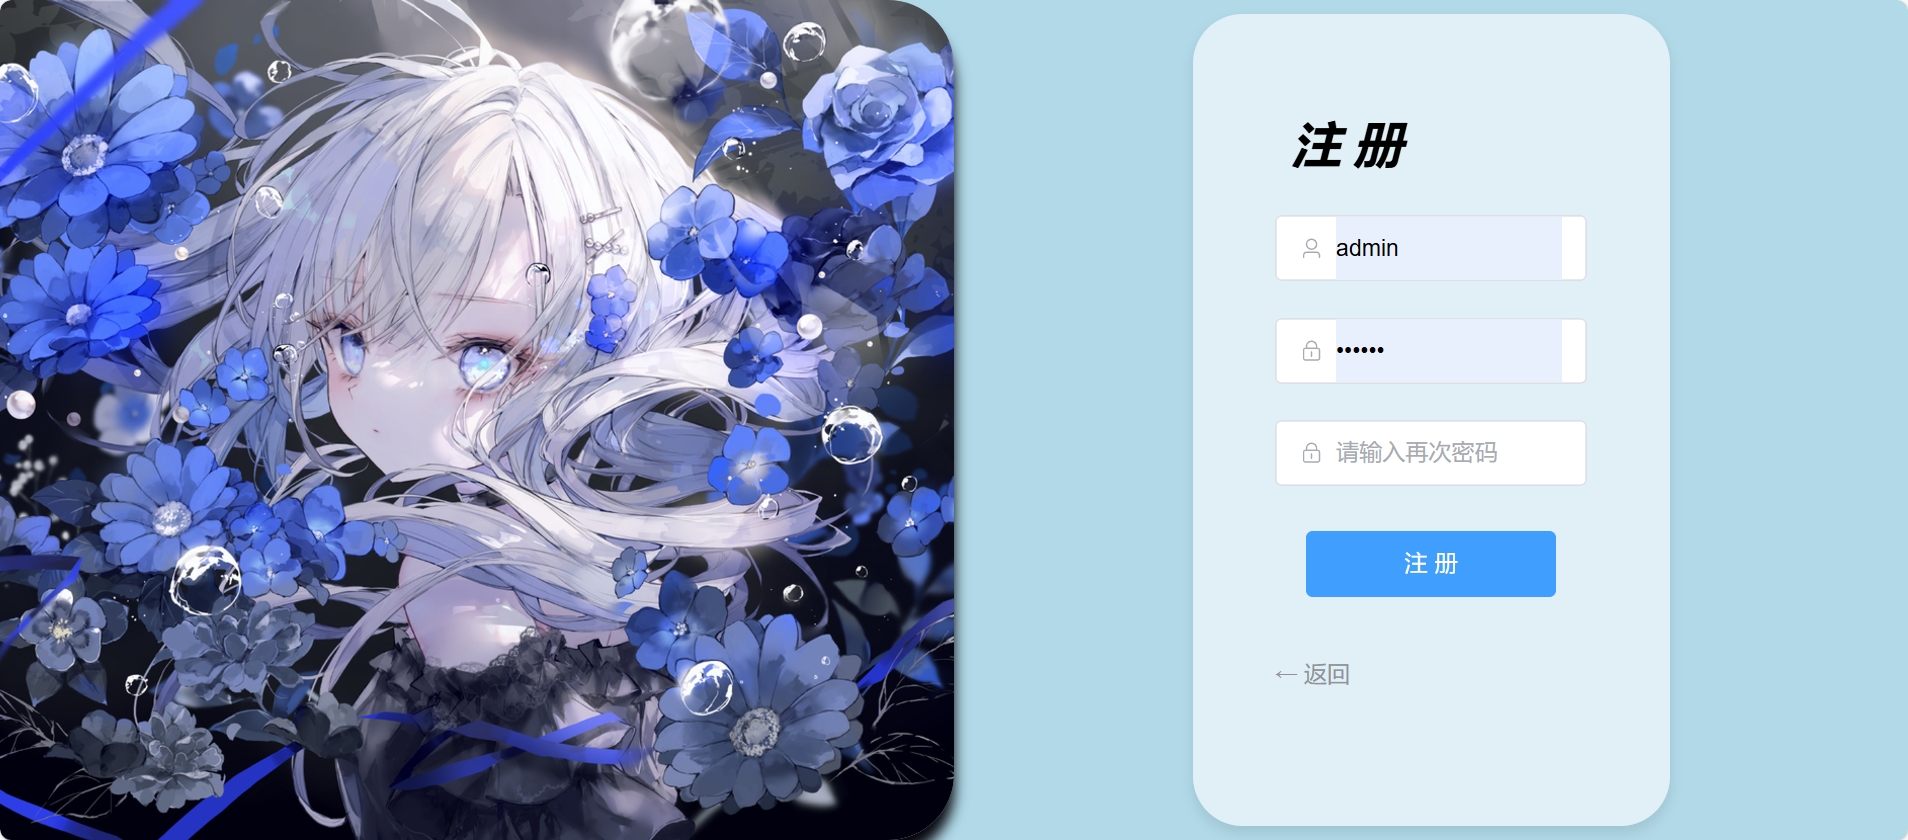 注 册
admin
••••••
请输入再次密码
注 册
← 返回